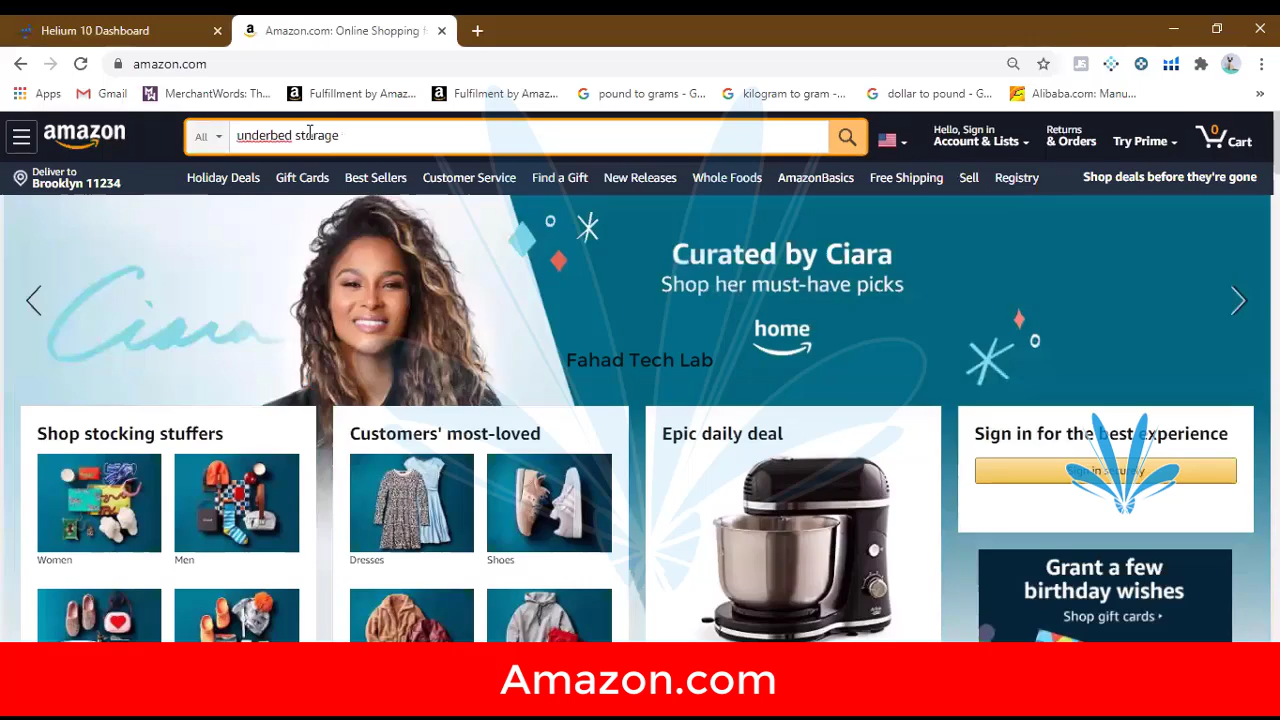 Helium 10 Dashboard
Amazon.com: Online Shopping f
amazon.com
Apps
Gmail
MerchantWords: Th...
Fulfillment by Amaz...
Fulfilment by Amaz...
pound to grams - G...
kilogram to gram -...
dollar to pound - G...
Alibaba.com: Manu...
»
amazon
All
underbed storage
Hello, Sign in
Account & Lists
Returns
& Orders
Try Prime
0
Cart
Deliver to
Brooklyn 11234
Holiday Deals
Gift Cards
Best Sellers
Customer Service
Find a Gift
New Releases
Whole Foods
AmazonBasics
Free Shipping
Sell
Registry
Shop deals before they're gone
Ciara
Curated by Ciara
Shop her must-have picks
home
Fahad Tech Lab
Shop stocking stuffers
Women
Men
Customers' most-loved
Dresses
Shoes
Epic daily deal
Sign in for the best experience
Sign in securely
Grant a few
birthday wishes
Shop gift cards
Amazon.com